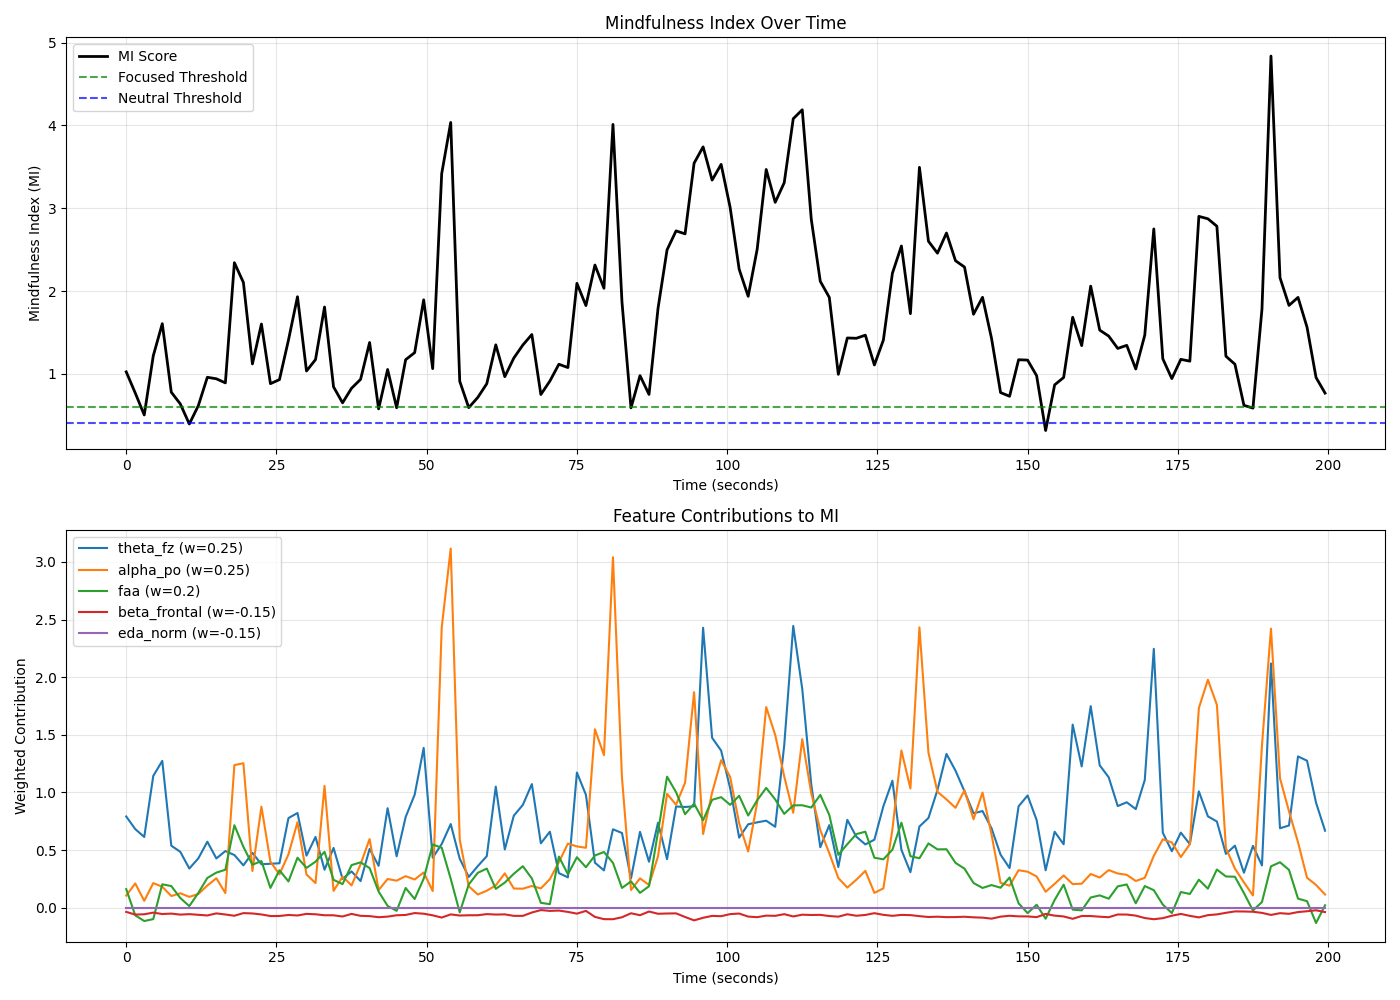 Mindfulness Index Over Time
Mindfulness Index (MI)
5
4
3
2
1
MI Score
Focused Threshold
Neutral Threshold
0 25 50 75 100 125 150 175 200
Time (seconds)
Feature Contributions to MI
Weighted Contribution
3.0
2.5
2.0
1.5
1.0
0.5
0.0
theta_fz (w=0.25)
alpha_po (w=0.25)
faa (w=0.2)
beta_frontal (w=-0.15)
eda_norm (w=-0.15)
0 25 50 75 100 125 150 175 200
Time (seconds)